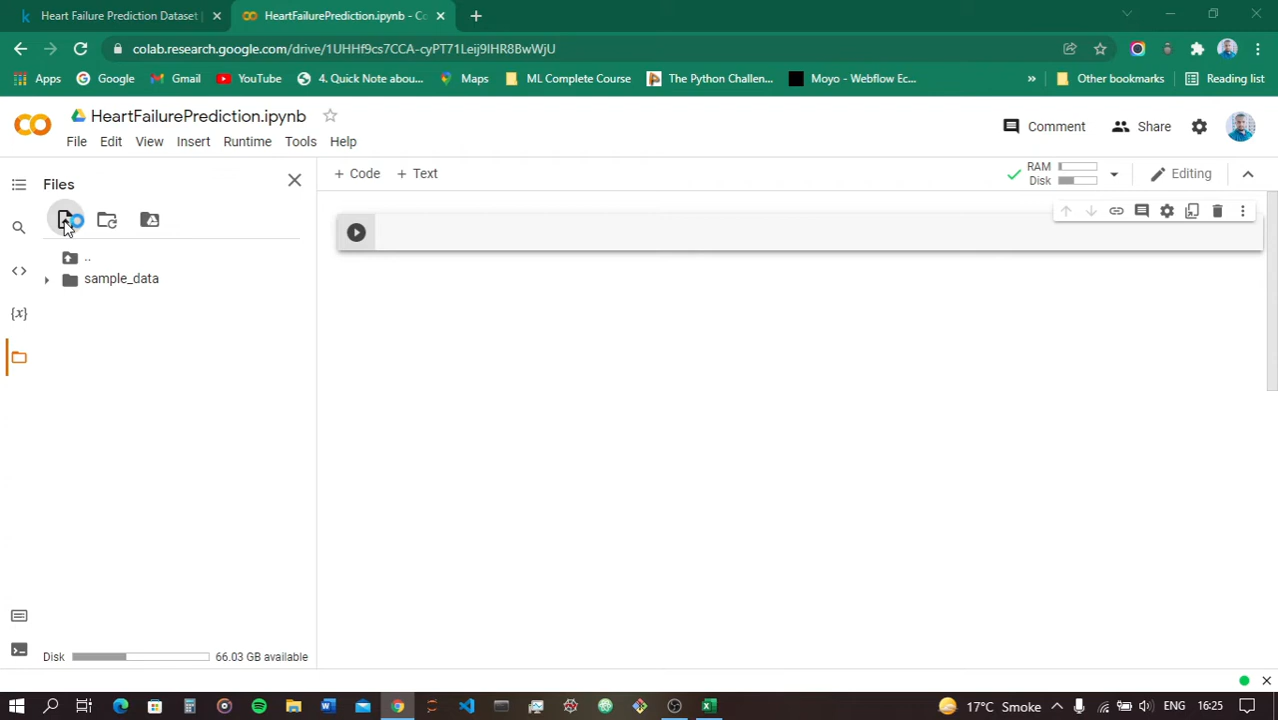 Heart Failure Prediction Dataset |
HeartFailurePrediction.ipynb - Co
colab.research.google.com/drive/1UHHf9cs7CCA-cyPT71Leij9IHR8BwWjU
Apps
Google
Gmail
YouTube
4. Quick Note abou...
Maps
ML Complete Course
The Python Challen...
Moyo - Webflow Ec...
»
Other bookmarks
Reading list
HeartFailurePrediction.ipynb
Comment
Share
File Edit View Insert Runtime Tools Help
Files
+ Code + Text
RAM
Disk
Editing
..
sample_data
{x}
Disk
66.03 GB available
17°C Smoke
ENG
16:25